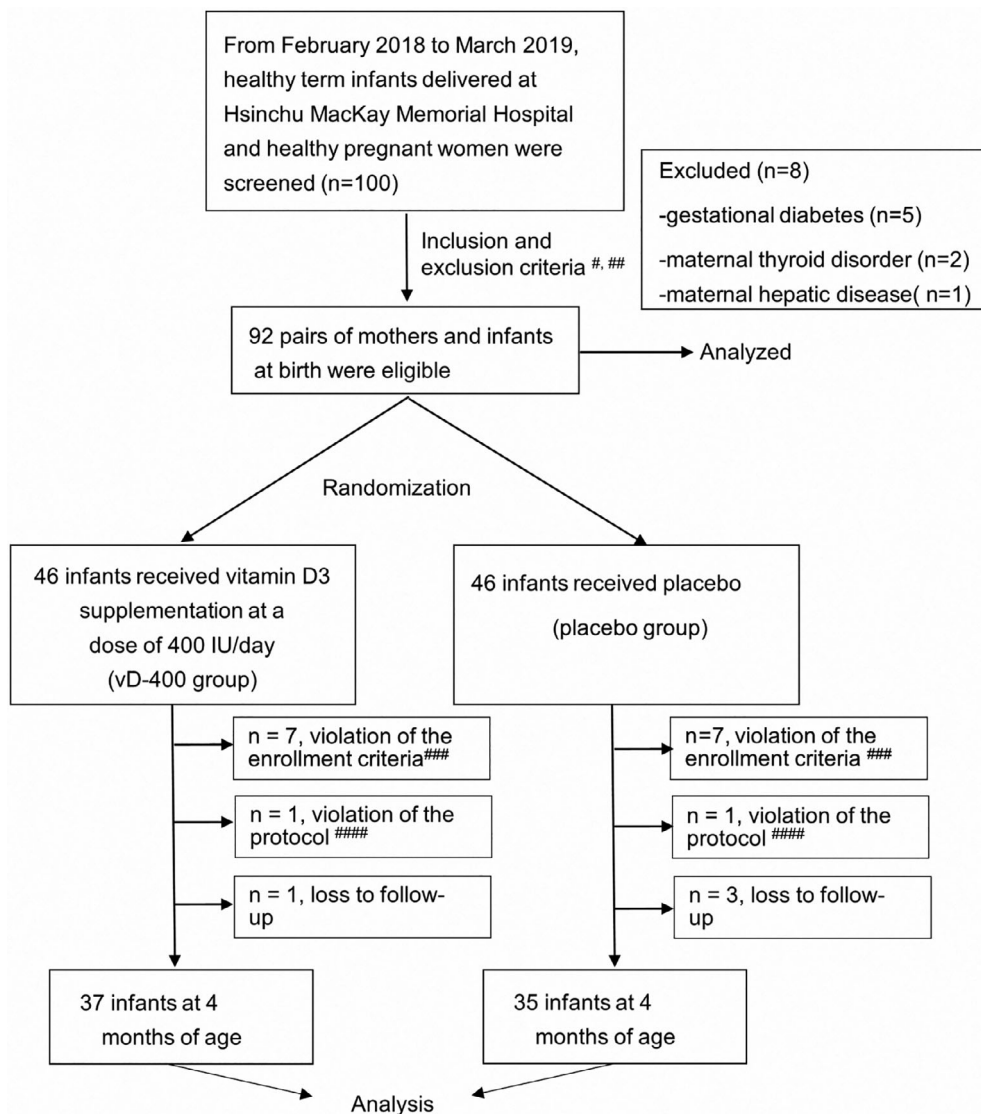 From February 2018 to March 2019,
healthy term infants delivered at
Hsinchu MacKay Memorial Hospital
and healthy pregnant women were
screened (n=100)
Excluded (n=8)
-gestational diabetes (n=5)
-maternal thyroid disorder (n=2)
-maternal hepatic disease( n=1)
Inclusion and
exclusion criteria #, ##
92 pairs of mothers and infants
at birth were eligible
Analyzed
Randomization
46 infants received vitamin D3
supplementation at a
dose of 400 IU/day
(vD-400 group)
46 infants received placebo
(placebo group)
n = 7, violation of the
enrollment criteria###
n = 1, violation of the
protocol ####
n = 1, loss to follow-
up
n=7, violation of the
enrollment criteria ###
n = 1, violation of the
protocol ####
n = 3, loss to follow-
up
37 infants at 4
months of age
35 infants at 4
months of age
Analysis